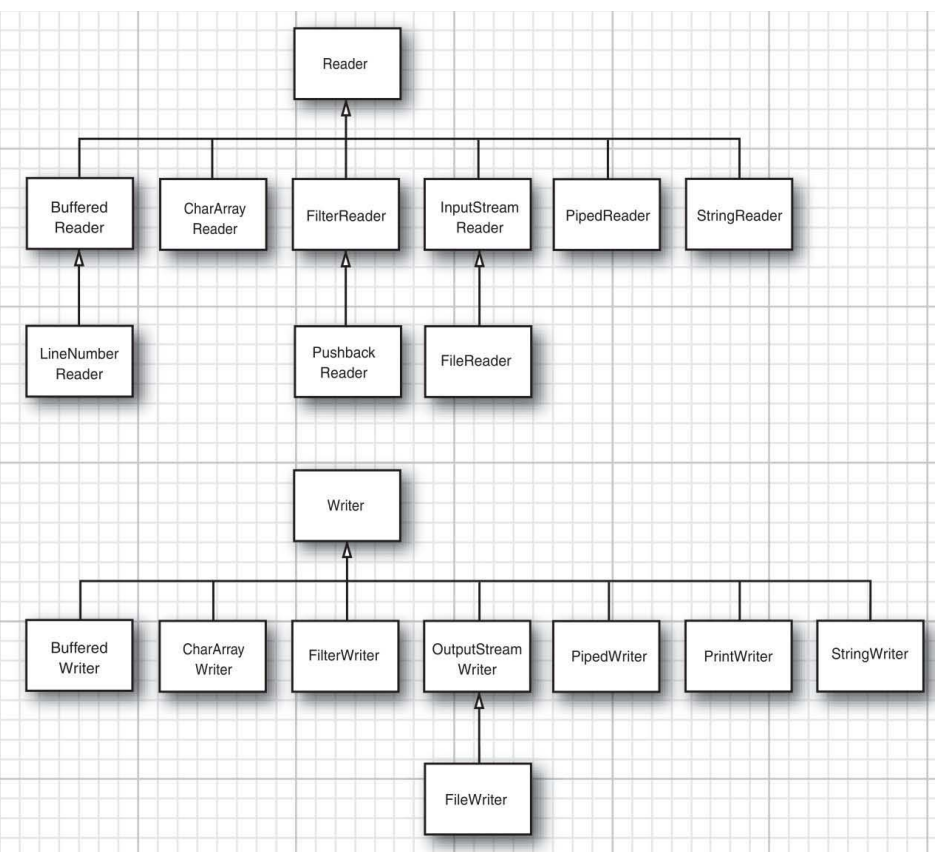 Reader
Buffered
Reader
CharArray
Reader
FilterReader
InputStream
Reader
PipedReader
StringReader
LineNumber
Reader
Pushback
Reader
FileReader
Writer
Buffered
Writer
CharArray
Writer
FilterWriter
OutputStream
Writer
PipedWriter
PrintWriter
StringWriter
FileWriter